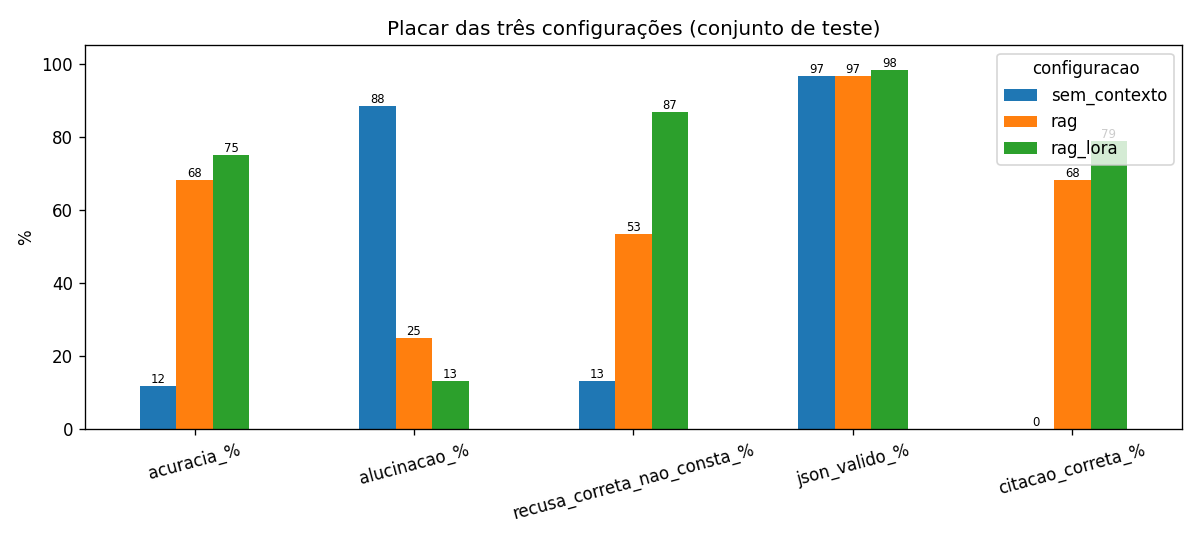 Placar das três configurações (conjunto de teste)
configuracao
sem_contexto
rag
rag_lora
%
100
80
60
40
20
0
12
68
75
88
25
13
13
53
87
97
97
98
0
68
79
acuracia_%
alucinacao_%
recusa_correta_nao_consta_%
json_valido_%
citacao_correta_%